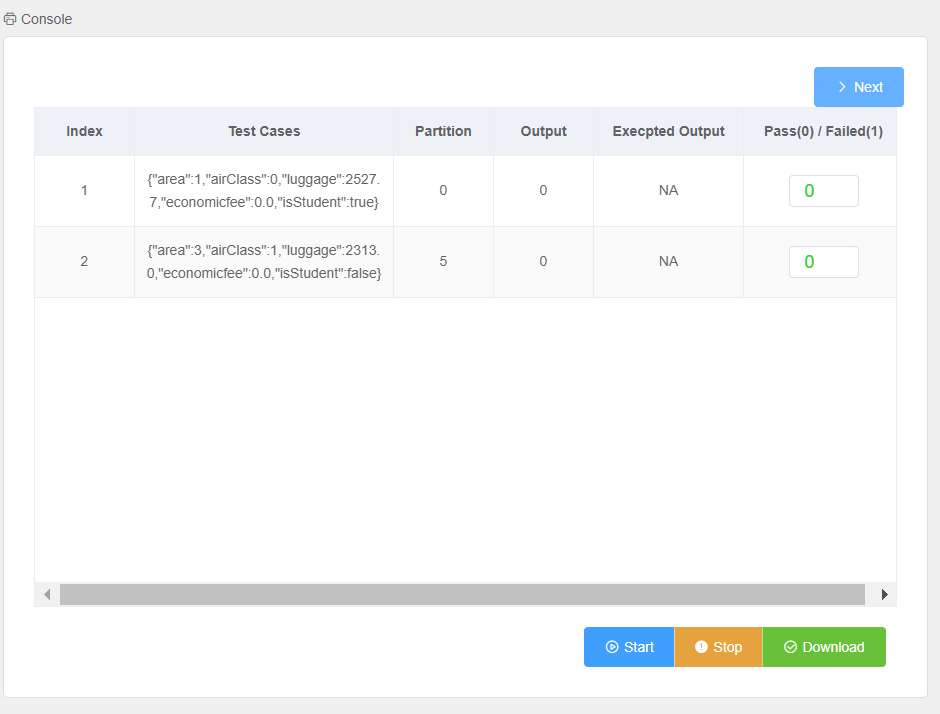 Console
Next
Index Test Cases Partition Output Execpted Output Pass(0) / Failed(1)
{"area":1,"airClass":0,"luggage":2527.
1 0 0 NA 0
7,"economicfee":0.0,"isStudent":true}
{"area":3,"airClass":1,"luggage":2313.
2 5 0 NA 0
0,"economicfee":0.0,"isStudent":false}
Start Stop Download